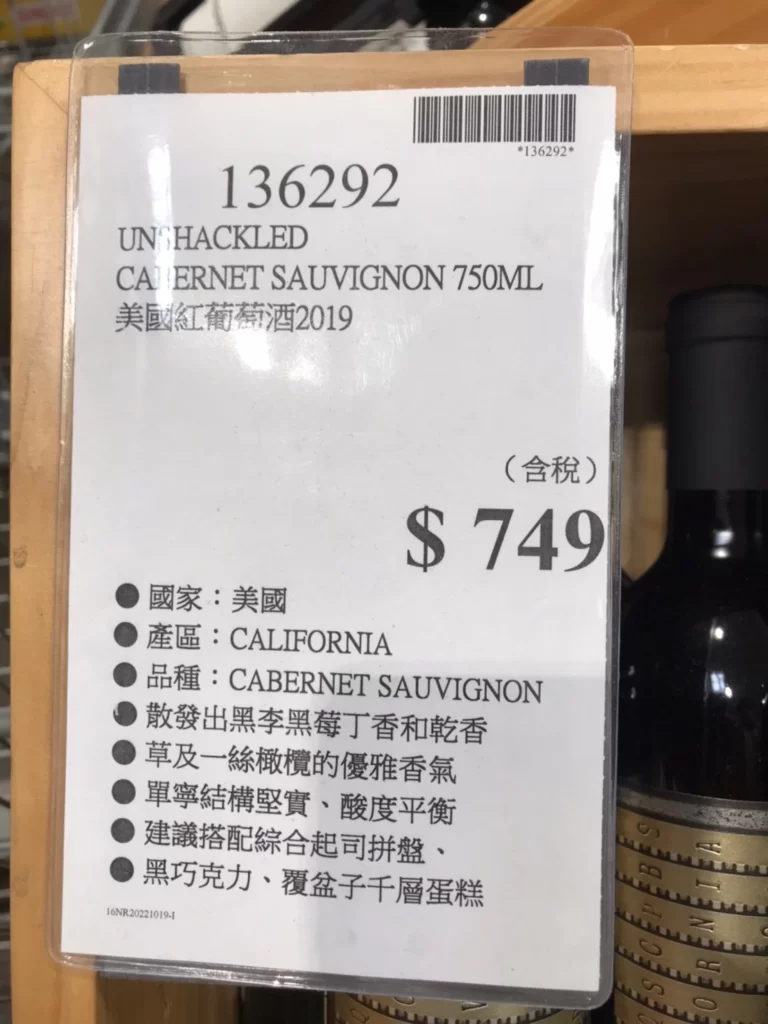 *136292*
136292
UNSHACKLED
CABERNET SAUVIGNON 750ML
美國紅葡萄酒2019
（含稅）
$ 749
● 國家：美國
● 產區：CALIFORNIA
● 品種：CABERNET SAUVIGNON
● 散發出黑李黑莓丁香和乾香
● 草及一絲橄欖的優雅香氣
● 單寧結構堅實、酸度平衡
● 建議搭配綜合起司拼盤、
● 黑巧克力、覆盆子千層蛋糕
16NR20221019-I